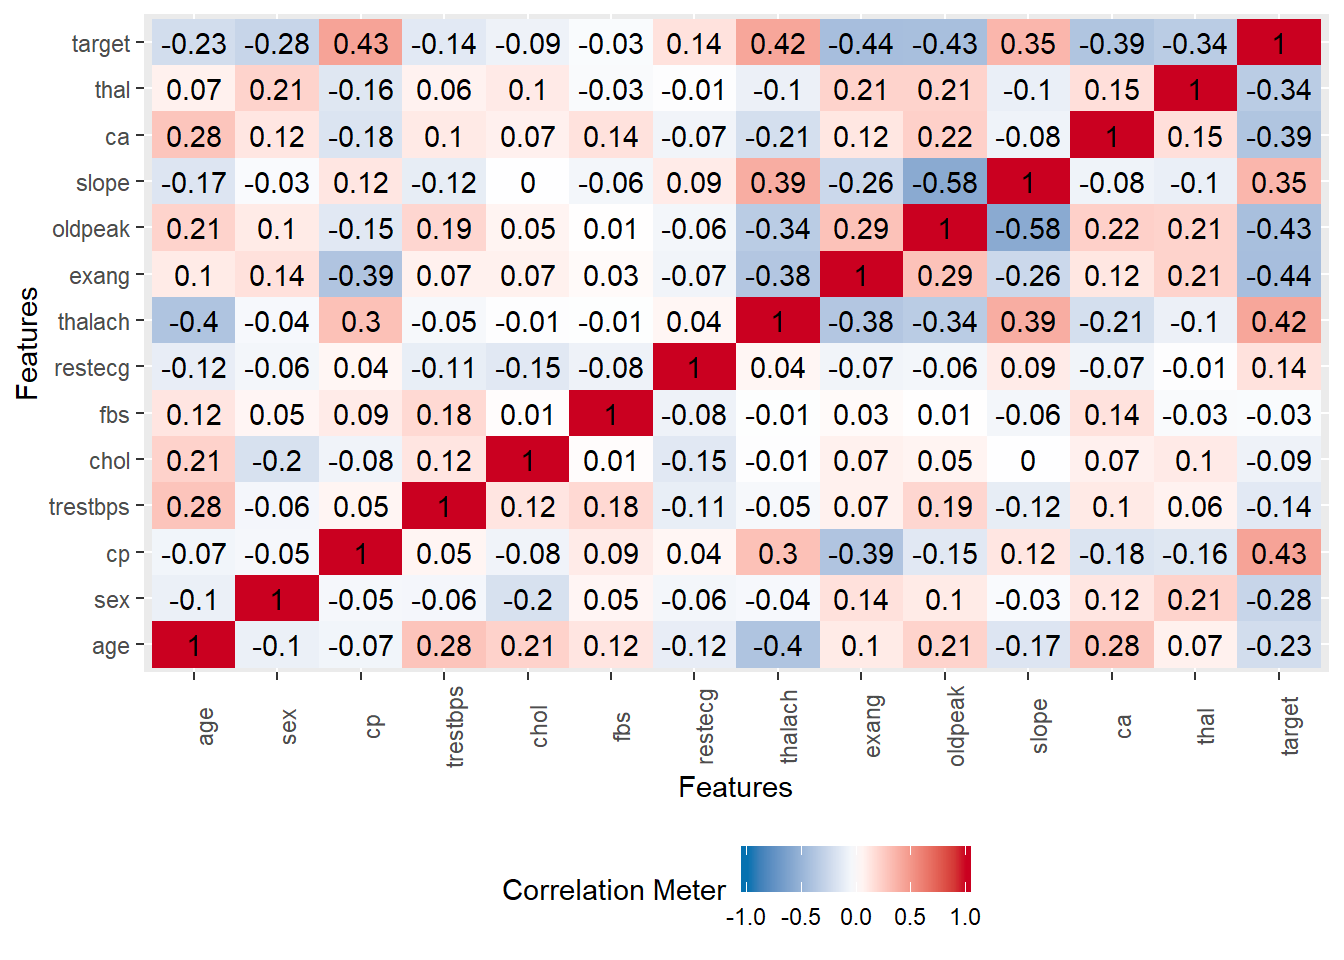 target -0.23 -0.28 0.43 -0.14 -0.09 -0.03 0.14 0.42 -0.44 -0.43 0.35 -0.39 -0.34 1
thal 0.07 0.21 -0.16 0.06 0.1 -0.03 -0.01 -0.1 0.21 0.21 -0.1 0.15 1 -0.34
ca 0.28 0.12 -0.18 0.1 0.07 0.14 -0.07 -0.21 0.12 0.22 -0.08 1 0.15 -0.39
slope -0.17 -0.03 0.12 -0.12 0 -0.06 0.09 0.39 -0.26 -0.58 1 -0.08 -0.1 0.35
oldpeak 0.21 0.1 -0.15 0.19 0.05 0.01 -0.06 -0.34 0.29 1 -0.58 0.22 0.21 -0.43
exang 0.1 0.14 -0.39 0.07 0.07 0.03 -0.07 -0.38 1 0.29 -0.26 0.12 0.21 -0.44
thalach -0.4 -0.04 0.3 -0.05 -0.01 -0.01 0.04 1 -0.38 -0.34 0.39 -0.21 -0.1 0.42
restecg -0.12 -0.06 0.04 -0.11 -0.15 -0.08 1 0.04 -0.07 -0.06 0.09 -0.07 -0.01 0.14
fbs 0.12 0.05 0.09 0.18 0.01 1 -0.08 -0.01 0.03 0.01 -0.06 0.14 -0.03 -0.03
chol 0.21 -0.2 -0.08 0.12 1 0.01 -0.15 -0.01 0.07 0.05 0 0.07 0.1 -0.09
trestbps 0.28 -0.06 0.05 1 0.12 0.18 -0.11 -0.05 0.07 0.19 -0.12 0.1 0.06 -0.14
cp -0.07 -0.05 1 0.05 -0.08 0.09 0.04 0.3 -0.39 -0.15 0.12 -0.18 -0.16 0.43
sex -0.1 1 -0.05 -0.06 -0.2 0.05 -0.06 -0.04 0.14 0.1 -0.03 0.12 0.21 -0.28
age 1 -0.1 -0.07 0.28 0.21 0.12 -0.12 -0.4 0.1 0.21 -0.17 0.28 0.07 -0.23
Features
age sex cp trestbps chol fbs restecg thalach exang oldpeak slope ca thal target
Features
Correlation Meter
-1.0 -0.5 0.0 0.5 1.0